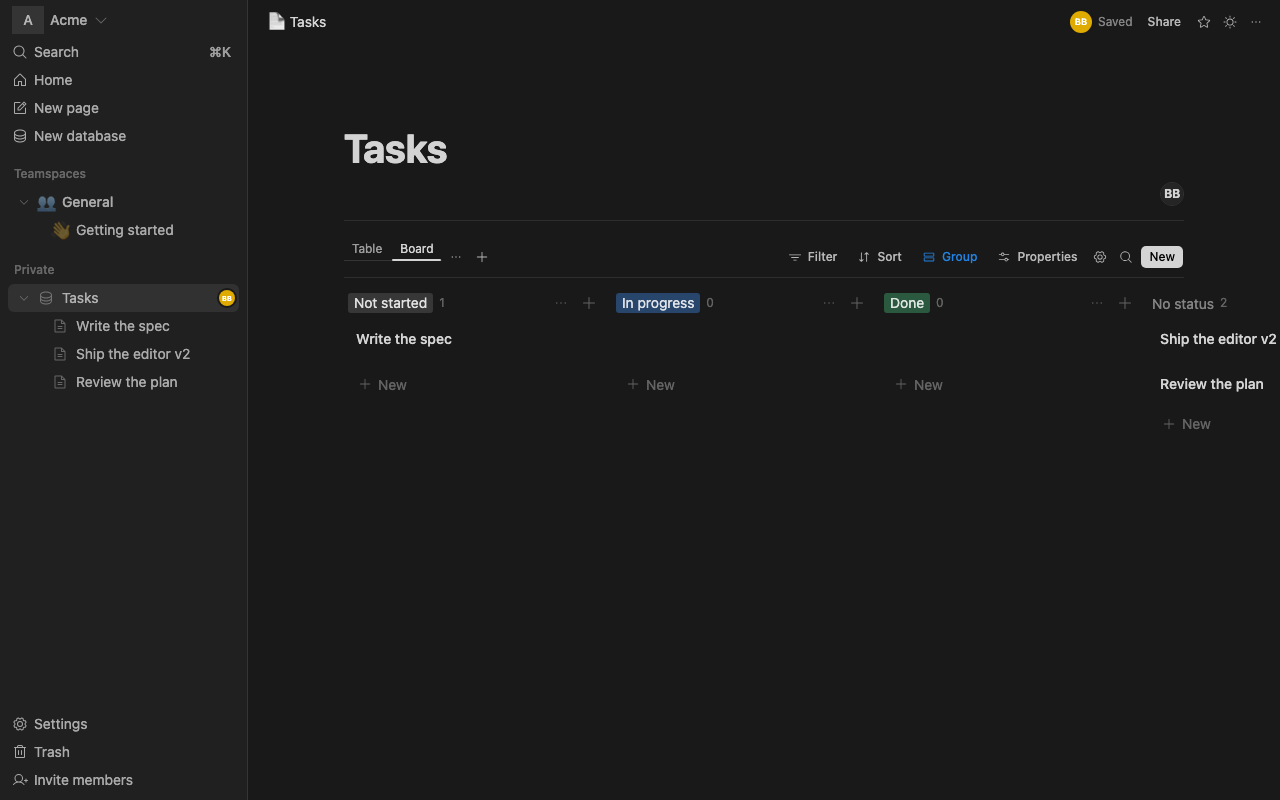 A Acme
Search ⌘K
Home
New page
New database
Teamspaces
General
Getting started
Private
Tasks BB
Write the spec
Ship the editor v2
Review the plan
Settings
Trash
Invite members
Tasks
BB Saved Share
Tasks
BB
Table Board
Filter Sort Group Properties New
Not started 1
In progress 0
Done 0
No status 2
Write the spec
Ship the editor v2
Review the plan
New
New
New
New